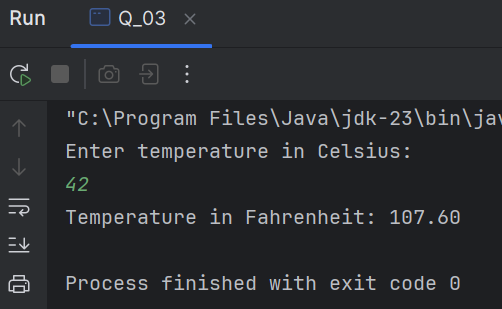 Run Q_03
"C:\Program Files\Java\jdk-23\bin\jav
Enter temperature in Celsius:
42
Temperature in Fahrenheit: 107.60
Process finished with exit code 0